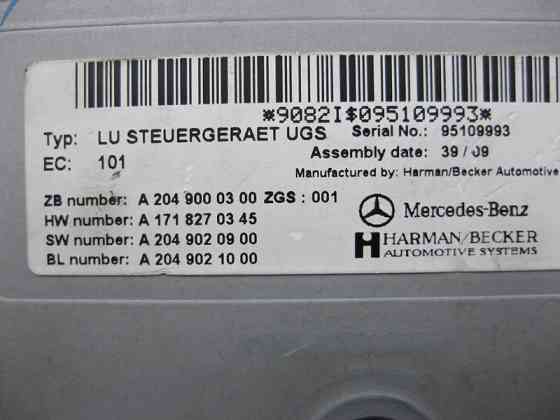 *9082I$095109993*
Typ: LU STEUERGERAET UGS Serial No.: 95109993
EC: 101 Assembly date: 39 / 09
Manufactured by: Harman/Becker Automotive
ZB number: A 204 900 03 00 ZGS : 001
HW number: A 171 827 03 45
SW number: A 204 902 09 00
BL number: A 204 902 10 00
Mercedes-Benz
HARMAN/BECKER
AUTOMOTIVE SYSTEMS